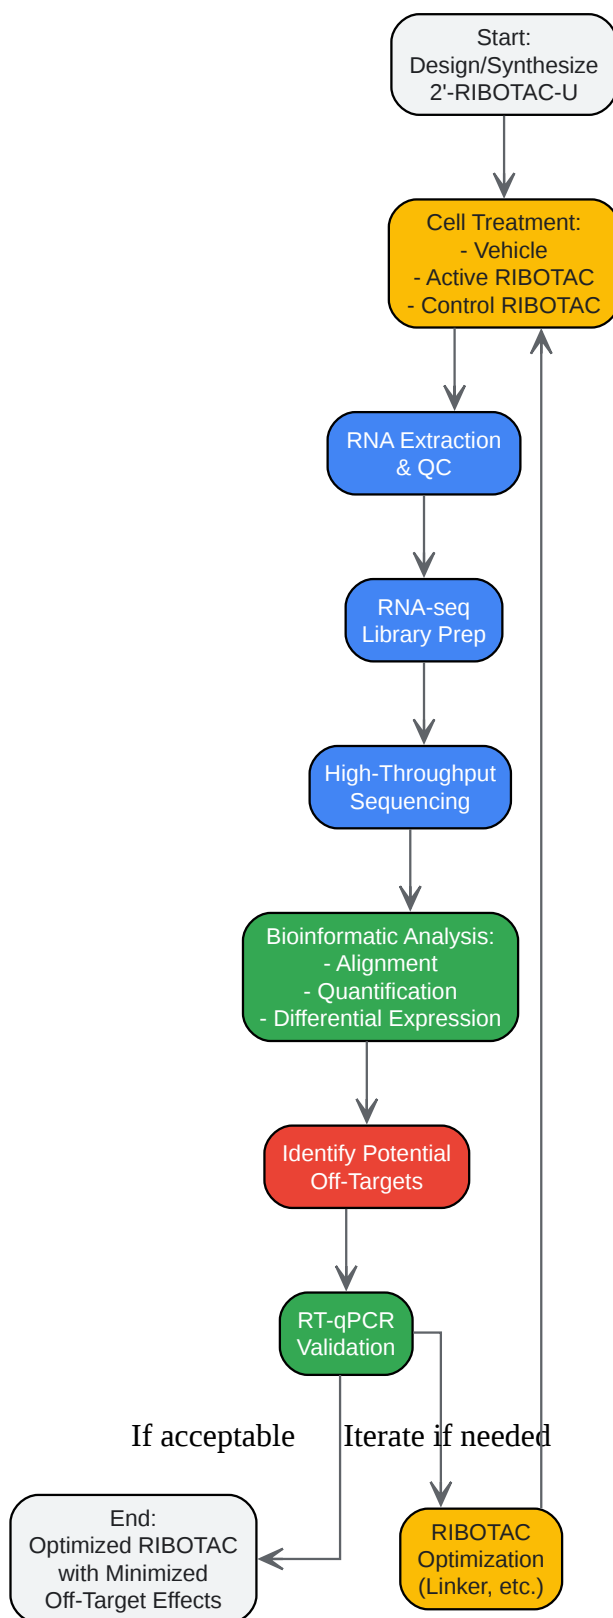 Start:
Design/Synthesize
2'-RIBOTAC-U
Cell Treatment:
- Vehicle
- Active RIBOTAC
- Control RIBOTAC
RNA Extraction
& QC
RNA-seq
Library Prep
High-Throughput
Sequencing
Bioinformatic Analysis:
- Alignment
- Quantification
- Differential Expression
Identify Potential
Off-Targets
RT-qPCR
Validation
If acceptable
Iterate if needed
End:
Optimized RIBOTAC
with Minimized
Off-Target Effects
RIBOTAC
Optimization
(Linker, etc.)